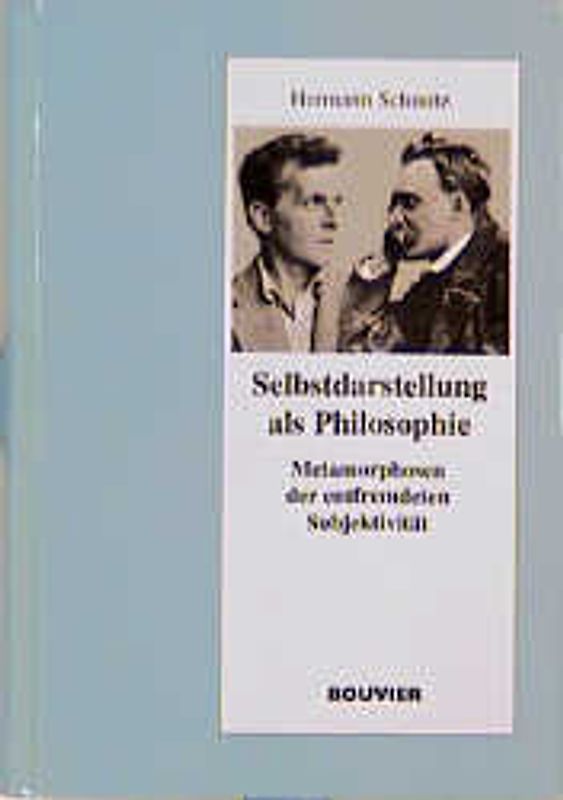 Hermann Schmitz
Selbstdarstellung
als Philosophie
Metamorphosen
der entfremdeten
Subjektivität
BOUVIER